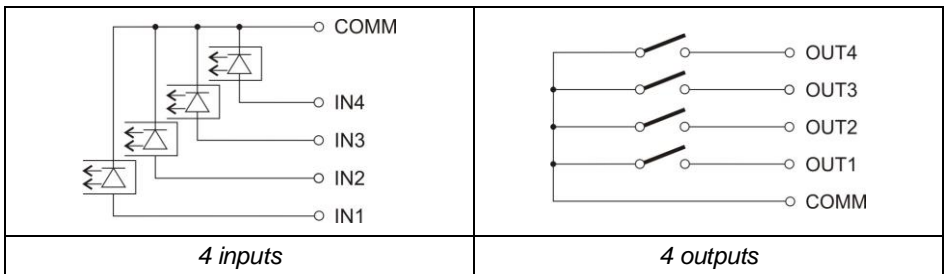 COMM
IN4
IN3
IN2
IN1
4 inputs
OUT4
OUT3
OUT2
OUT1
COMM
4 outputs